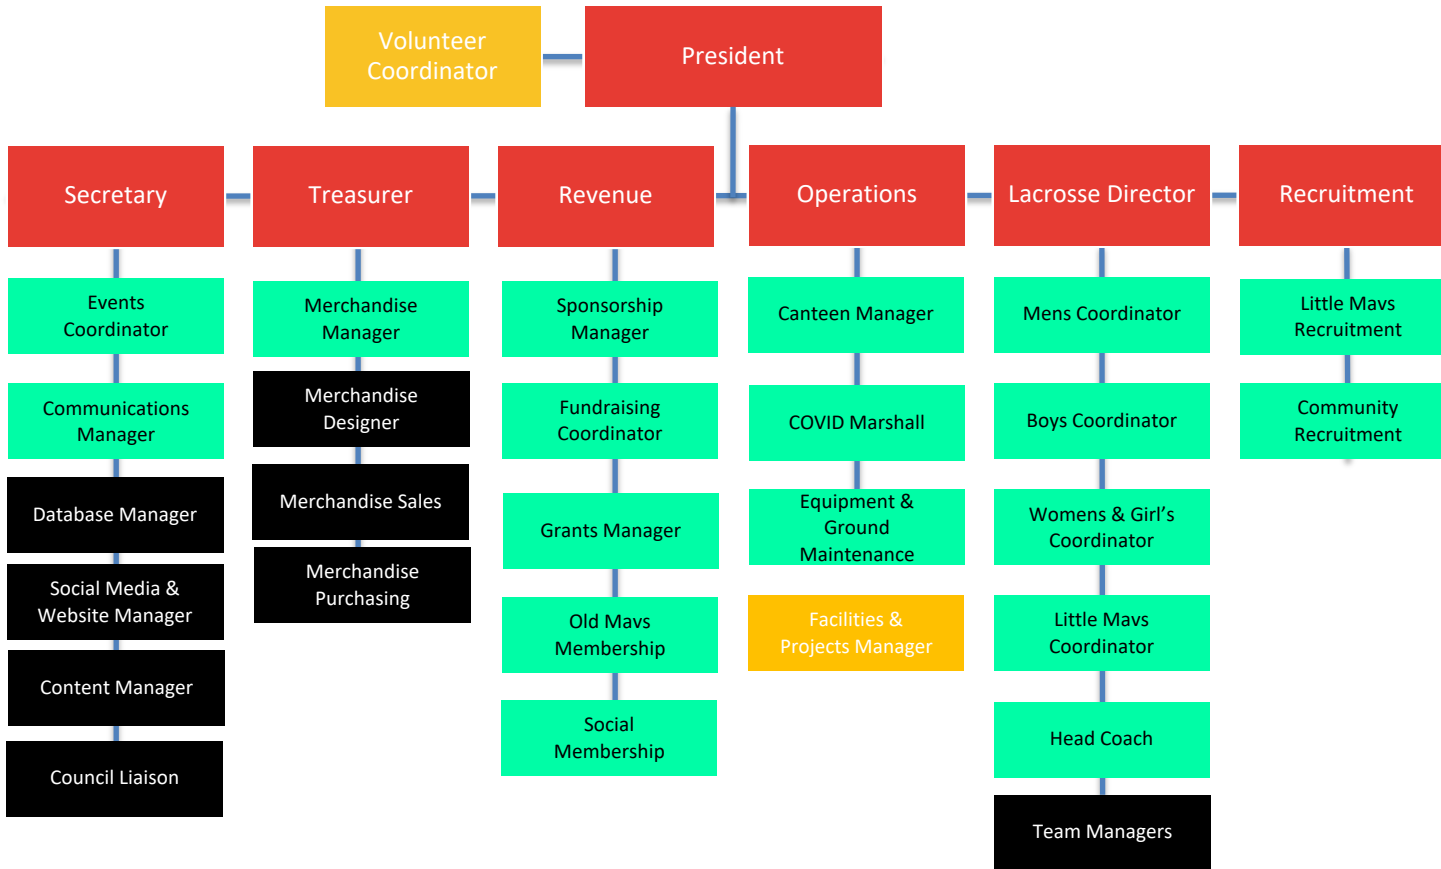 Volunteer
Coordinator
President
Secretary
Treasurer
Revenue
Operations
Lacrosse Director
Recruitment
Events
Coordinator
Communications
Manager
Database Manager
Social Media &
Website Manager
Content Manager
Council Liaison
Merchandise
Manager
Merchandise
Designer
Merchandise Sales
Merchandise
Purchasing
Sponsorship
Manager
Fundraising
Coordinator
Grants Manager
Old Mavs
Membership
Social
Membership
Canteen Manager
COVID Marshall
Equipment &
Ground
Maintenance
Facilities &
Projects Manager
Mens Coordinator
Boys Coordinator
Womens & Girl’s
Coordinator
Little Mavs
Coordinator
Head Coach
Team Managers
Little Mavs
Recruitment
Community
Recruitment